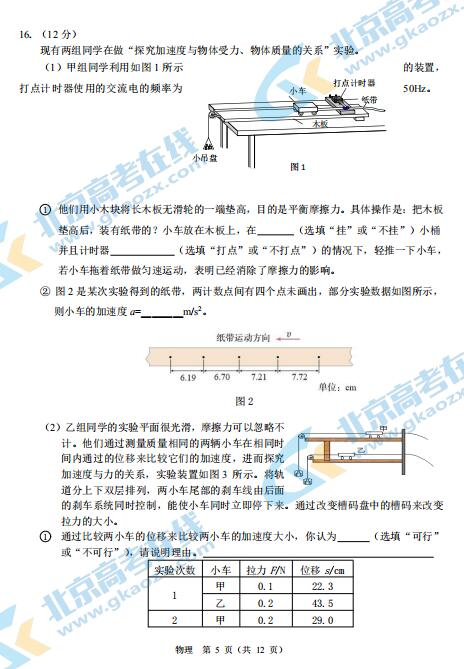 16. (12 分)
现有两组同学在做“探究加速度与物体受力、物体质量的关系”实验。
(1)甲组同学利用如图 1 所示的装置,
打点计时器使用的交流电的频率为50Hz。
打点计时器
小车
纸带
木板
小吊盘
图 1
① 他们用小木块将长木板无滑轮的一端垫高,目的是平衡摩擦力。具体操作是:把木板
垫高后,装有纸带的?小车放在木板上,在______(选填“挂”或“不挂”)小桶
并且计时器__________(选填“打点”或“不打点”)的情况下,轻推一下小车,
若小车拖着纸带做匀速运动,表明已经消除了摩擦力的影响。
② 图 2 是某次实验得到的纸带,两计数点间有四个点未画出,部分实验数据如图所示,
则小车的加速度 a=_______m/s²。
纸带运动方向 v
6.19 6.70 7.21 7.72
单位:cm
图 2
(2)乙组同学的实验平面很光滑,摩擦力可以忽略不
计。他们通过测量质量相同的两辆小车在相同时
间内通过的位移来比较它们的加速度,进而探究
加速度与力的关系,实验装置如图 3 所示。将轨
道分上下双层排列,两小车尾部的刹车线由后面
的刹车系统同时控制,能使小车同时立即停下来。通过改变槽码盘中的槽码来改变
拉力的大小。
甲
乙
① 通过比较两小车的位移来比较两小车的加速度大小,你认为______(选填“可行”
或“不可行”),请说明理由。______________________________
实验次数 小车 拉力 F/N 位移 s/cm
1 甲 0.1 22.3
乙 0.2 43.5
2 甲 0.2 29.0
物理 第 5 页(共 12 页)
北京高考在线
www.gkaozx.com